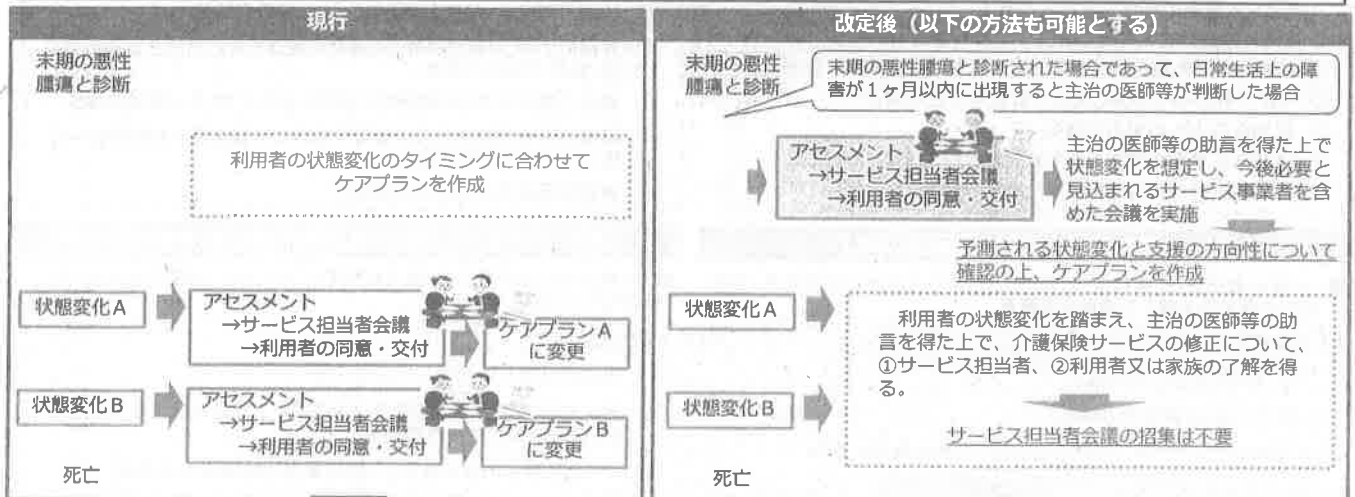 現行
末期の悪性
腫瘍と診断
利用者の状態変化のタイミングに合わせて
ケアプランを作成
状態変化A
アセスメント
→サービス担当者会議
→利用者の同意・交付
ケアプランA
に変更
状態変化B
アセスメント
→サービス担当者会議
→利用者の同意・交付
ケアプランB
に変更
死亡
改定後（以下の方法も可能とする）
末期の悪性
腫瘍と診断
末期の悪性腫瘍と診断された場合であって、日常生活上の障
害が１ヶ月以内に出現すると主治の医師等が判断した場合
アセスメント
→サービス担当者会議
→利用者の同意・交付
主治の医師等の助言を得た上で
状態変化を想定し、今後必要と
見込まれるサービス事業者を含
めた会議を実施
予測される状態変化と支援の方向性について
確認の上、ケアプランを作成
状態変化A
利用者の状態変化を踏まえ、主治の医師等の助
言を得た上で、介護保険サービスの修正について、
①サービス担当者、②利用者又は家族の了解を得
る。
状態変化B
サービス担当者会議の招集は不要
死亡